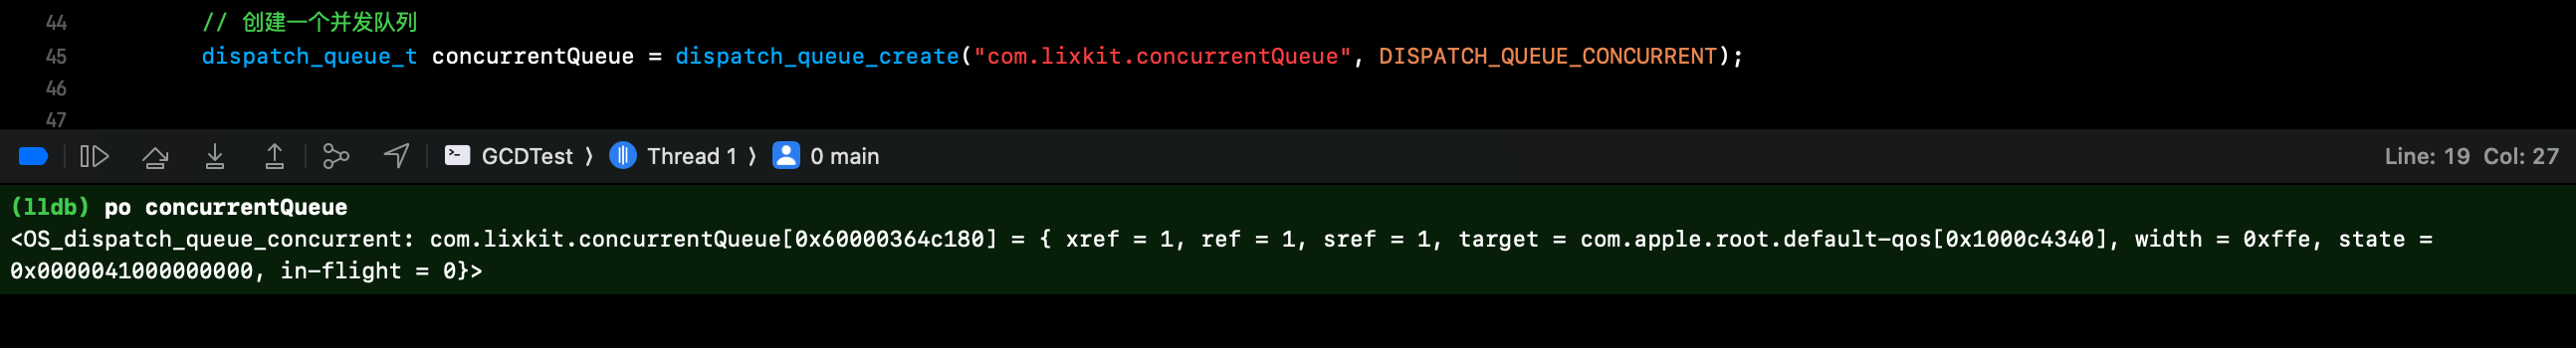 44 // 创建一个并发队列
45 dispatch_queue_t concurrentQueue = dispatch_queue_create("com.lixkit.concurrentQueue", DISPATCH_QUEUE_CONCURRENT);
46
47
GCDTest ⟩ Thread 1 ⟩ 0 main Line: 19 Col: 27
(lldb) po concurrentQueue
<OS_dispatch_queue_concurrent: com.lixkit.concurrentQueue[0x60000364c180] = { xref = 1, ref = 1, sref = 1, target = com.apple.root.default-qos[0x1000c4340], width = 0xffe, state =
0x0000041000000000, in-flight = 0}>